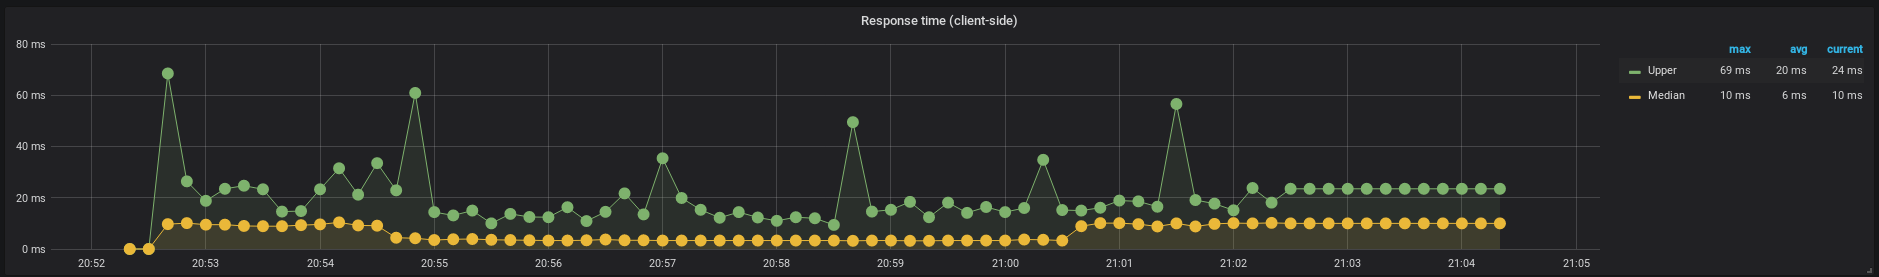 Response time (client-side)
80 ms
60 ms
40 ms
20 ms
0 ms
20:52 20:53 20:54 20:55 20:56 20:57 20:58 20:59 21:00 21:01 21:02 21:03 21:04 21:05
max avg current
Upper 69 ms 20 ms 24 ms
Median 10 ms 6 ms 10 ms